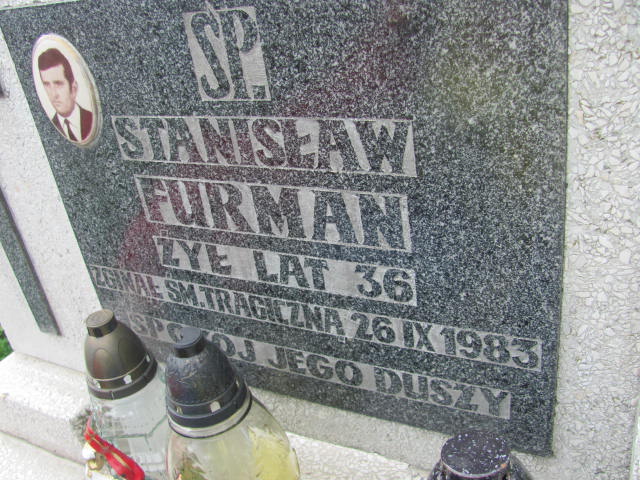 ŚP.
STANISŁAW
FURMAN
ŻYŁ LAT 36
ZGINĄŁ ŚM. TRAGICZNĄ 26 IX 1983
JEGO DUSZY